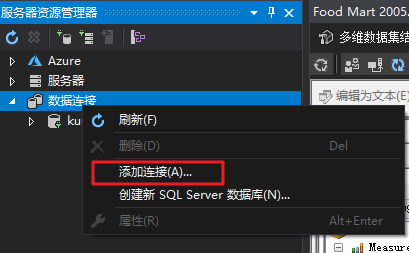 服务器资源管理器
Food Mart 2005.
多维数据集结
Azure
服务器
数据连接
编辑为文本(E)
ku
刷新(F)
删除(D) Del
添加连接(A)...
创建新 SQL Server 数据库(N)...
属性(R) Alt+Enter
Measure